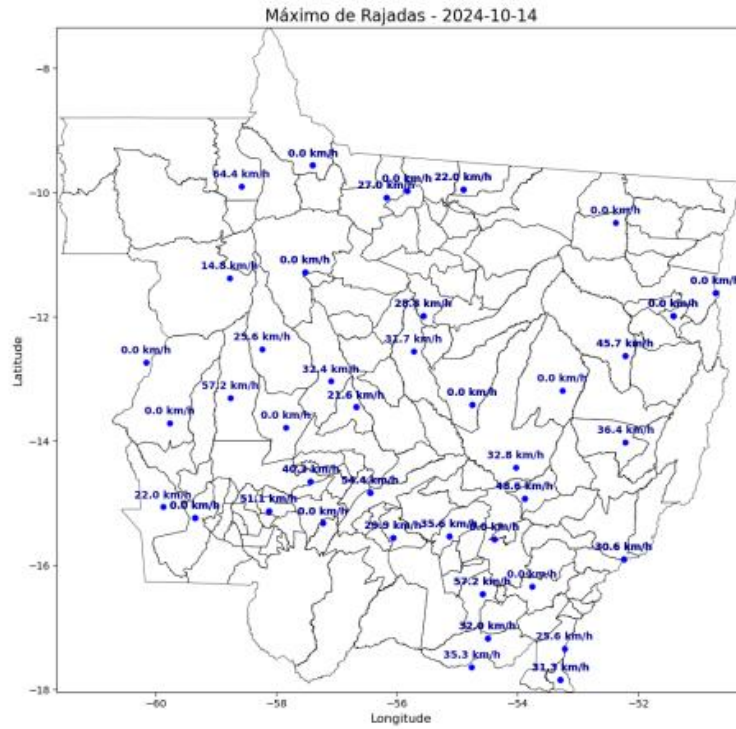 Máximo de Rajadas - 2024-10-14
−8
0.0 km/h
64.4 km/h
0.0 km/h
22.0 km/h
27.0 km/h
−10
0.0 km/h
14.8 km/h
0.0 km/h
0.0 km/h
0.0 km/h
28.8 km/h
−12
25.6 km/h
31.7 km/h
45.7 km/h
0.0 km/h
32.4 km/h
57.2 km/h
21.6 km/h
0.0 km/h
0.0 km/h
0.0 km/h
0.0 km/h
36.4 km/h
−14
32.8 km/h
54.4 km/h
22.0 km/h
0.0 km/h
51.1 km/h
0.0 km/h
29.9 km/h
35.6 km/h
0.0 km/h
30.6 km/h
−16
57.2 km/h
0.0 km/h
32.0 km/h
25.6 km/h
35.3 km/h
31.3 km/h
−18
−60
−58
−56
−54
−52
Longitude
Latitude